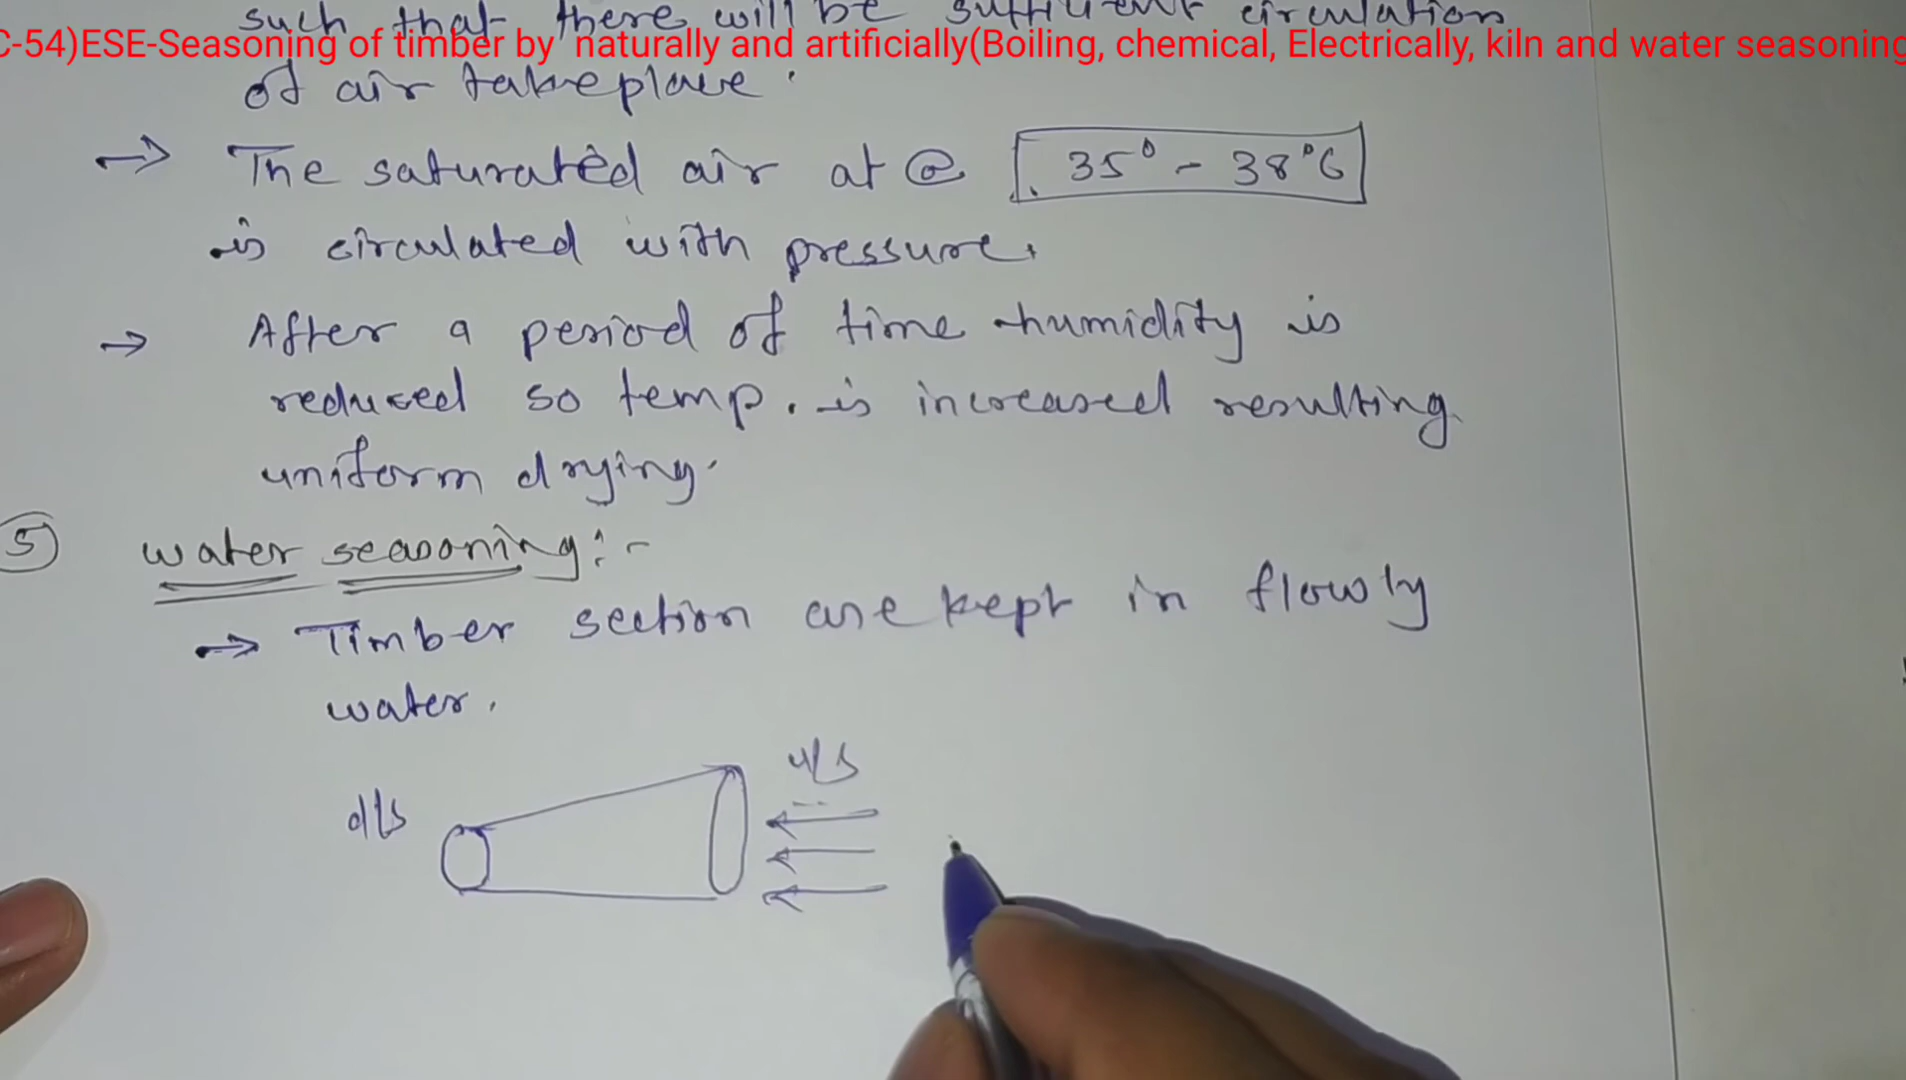 such that there will be sufficient circulation
C-54)ESE-Seasoning of timber by naturally and artificially(Boiling, chemical, Electrically, kiln and water seasoning
of air takeplace.
→ The saturated air at @ 35° - 38°C
is circulated with pressure.
→ After a period of time humidity is
reduced so temp. is increased resulting
uniform drying.
5 water seasoning:-
→ Timber section are kept in flowly
water.
u/s
d/s